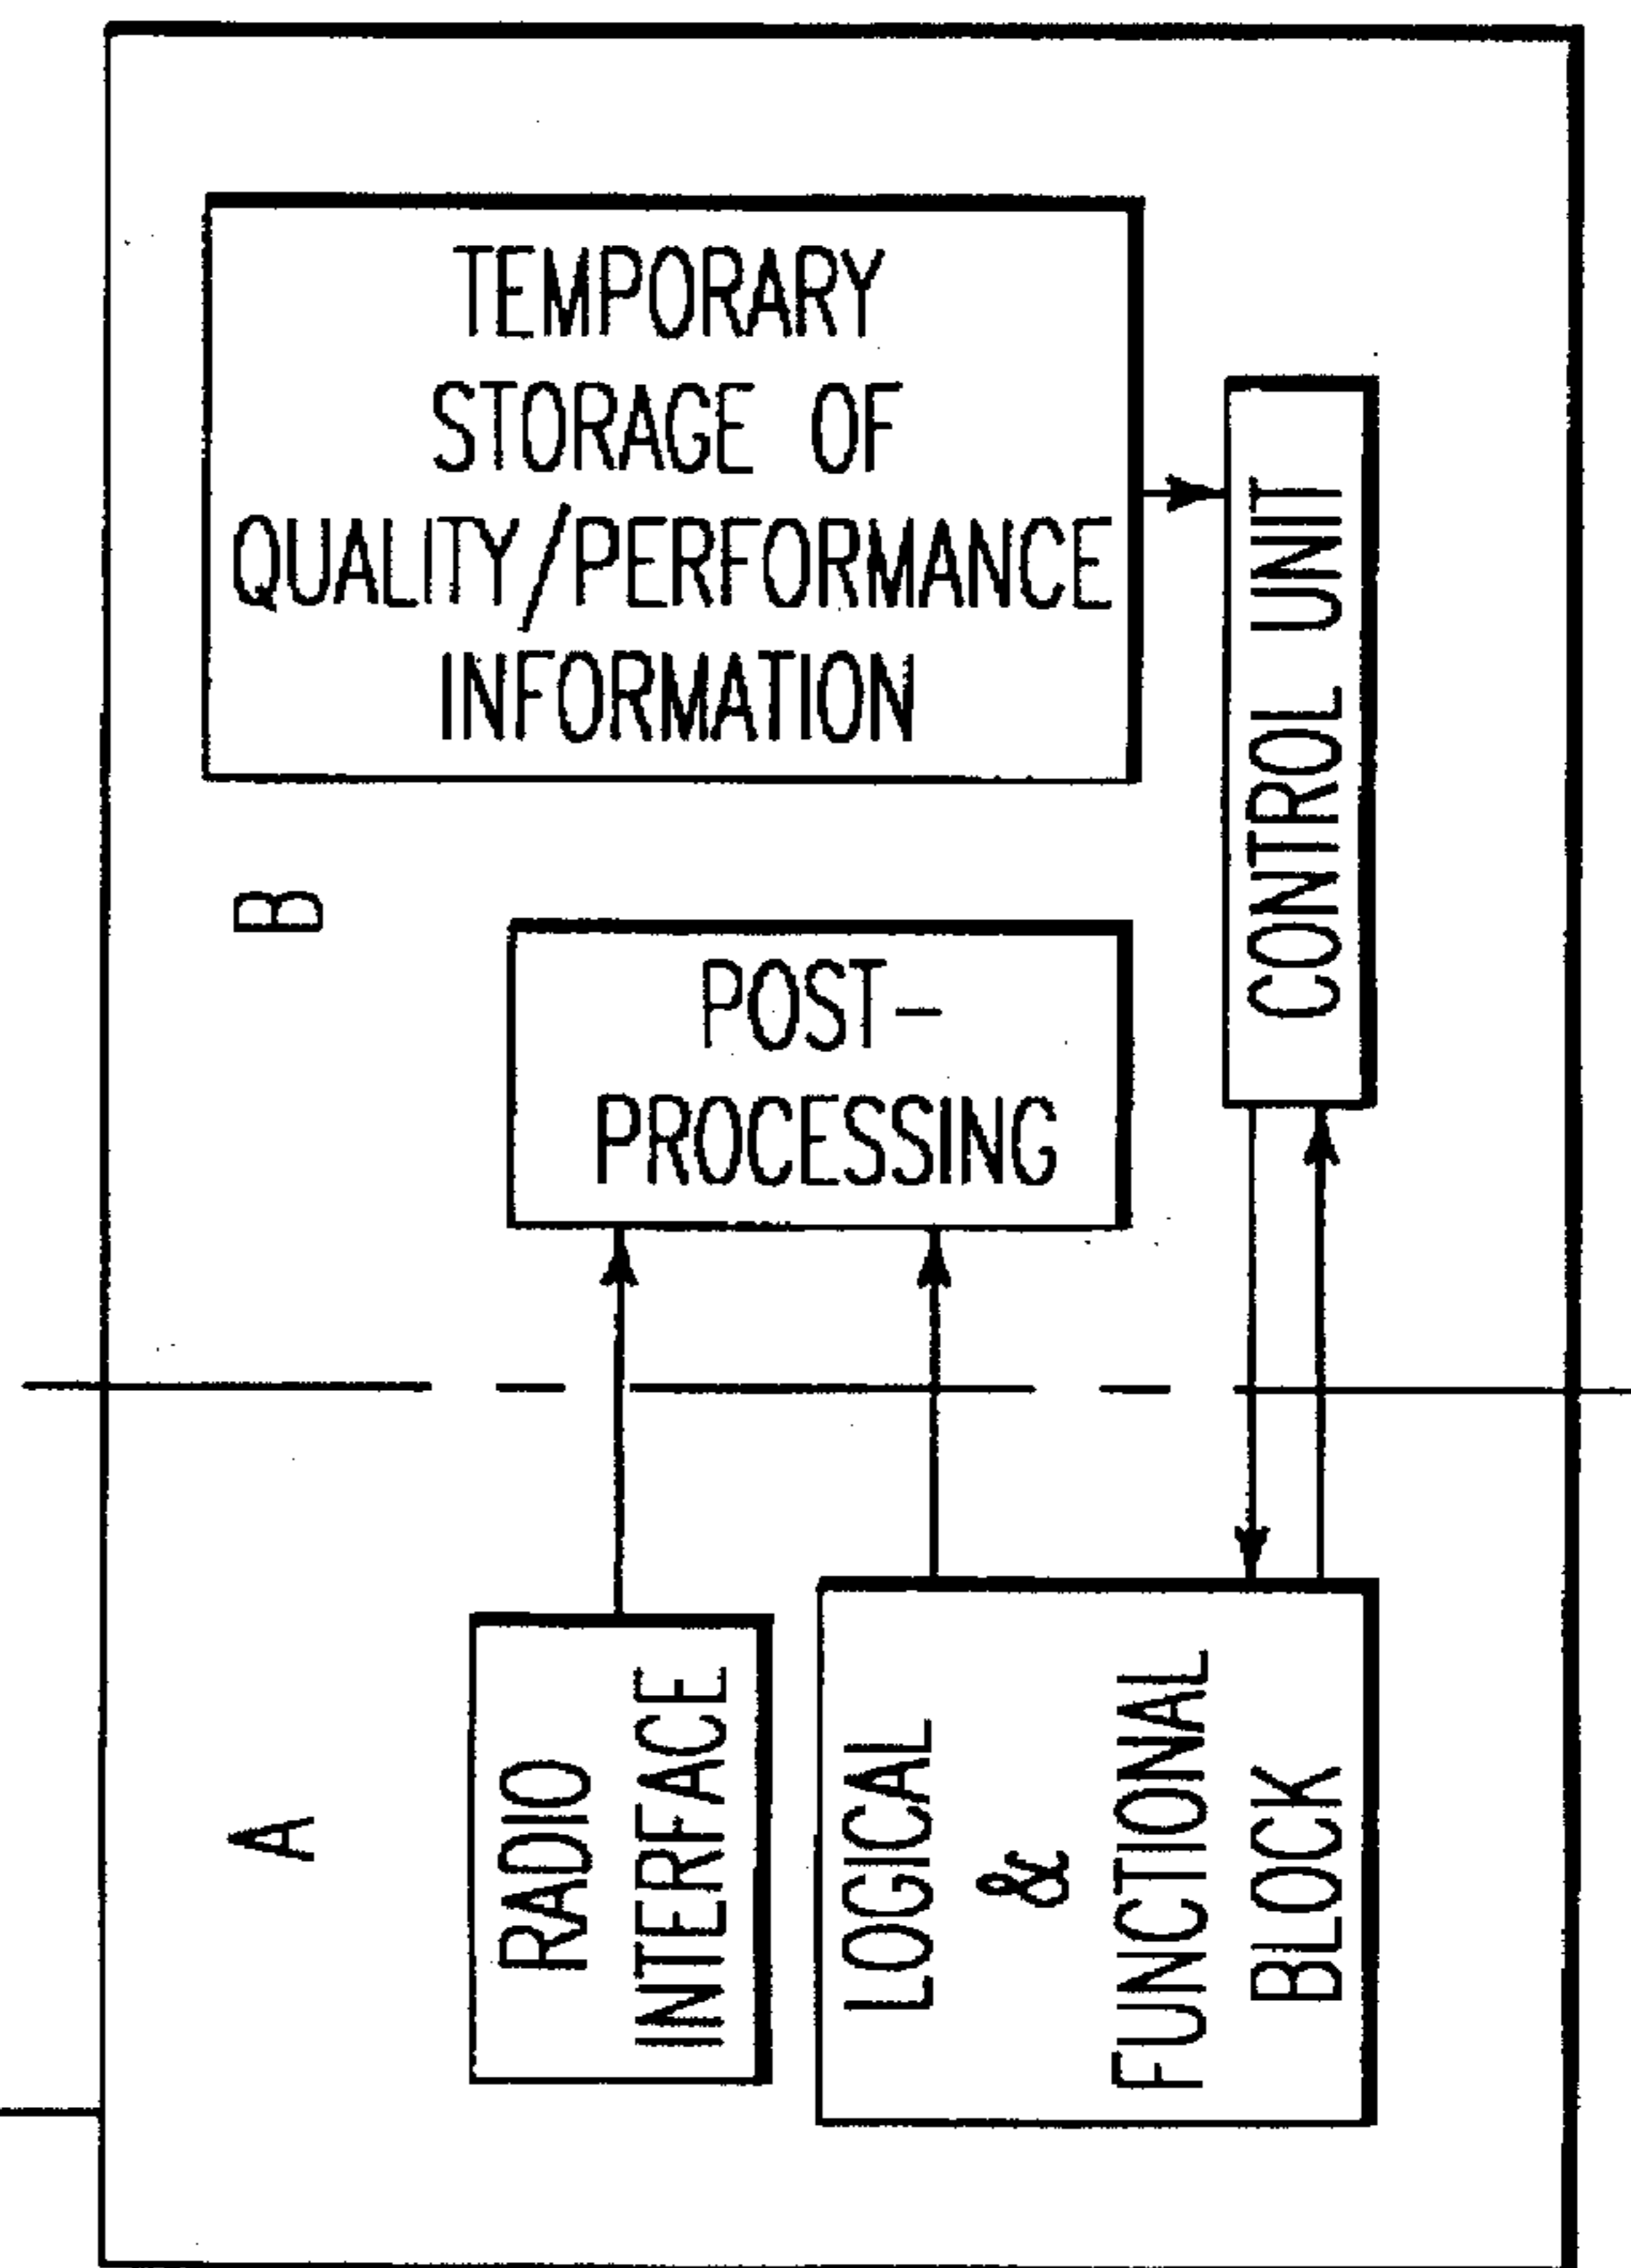 TEMPORARY
STORAGE OF
QUALITY/PERFORMANCE
INFORMATION
B
POST-
PROCESSING
CONTROL UNIT
A
RADIO
INTERFACE
LOGICAL
&
FUNCTIONAL
BLOCK